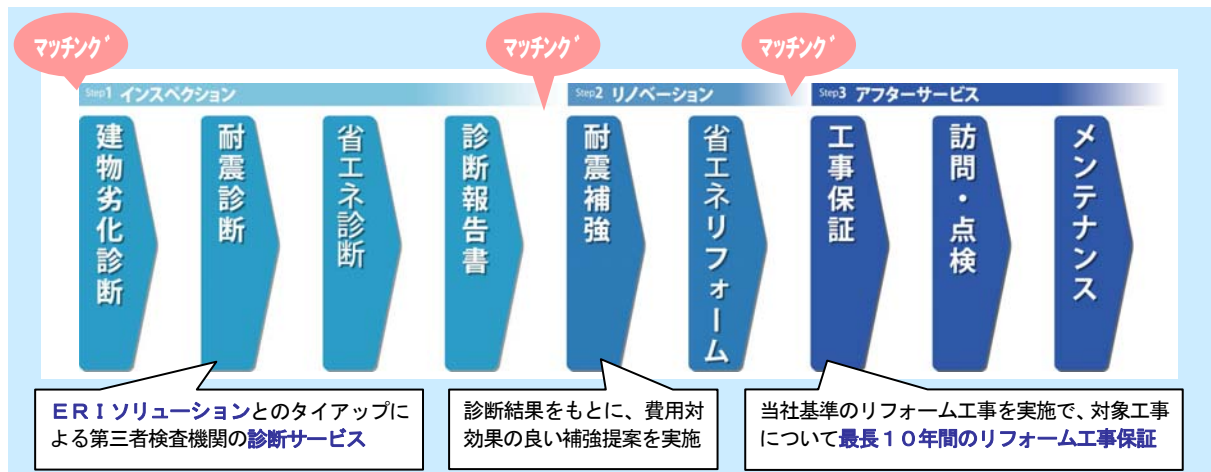 マッチング
マッチング
マッチング
Step1 インスペクション
Step2 リノベーション
Step3 アフターサービス
建物劣化診断
耐震診断
省エネ診断
診断報告書
耐震補強
省エネリフォーム
工事保証
訪問・点検
メンテナンス
ＥＲＩソリューションとのタイアップに
よる第三者検査機関の診断サービス
診断結果をもとに、費用対
効果の良い補強提案を実施
当社基準のリフォーム工事を実施で、対象工事
について最長１０年間のリフォーム工事保証